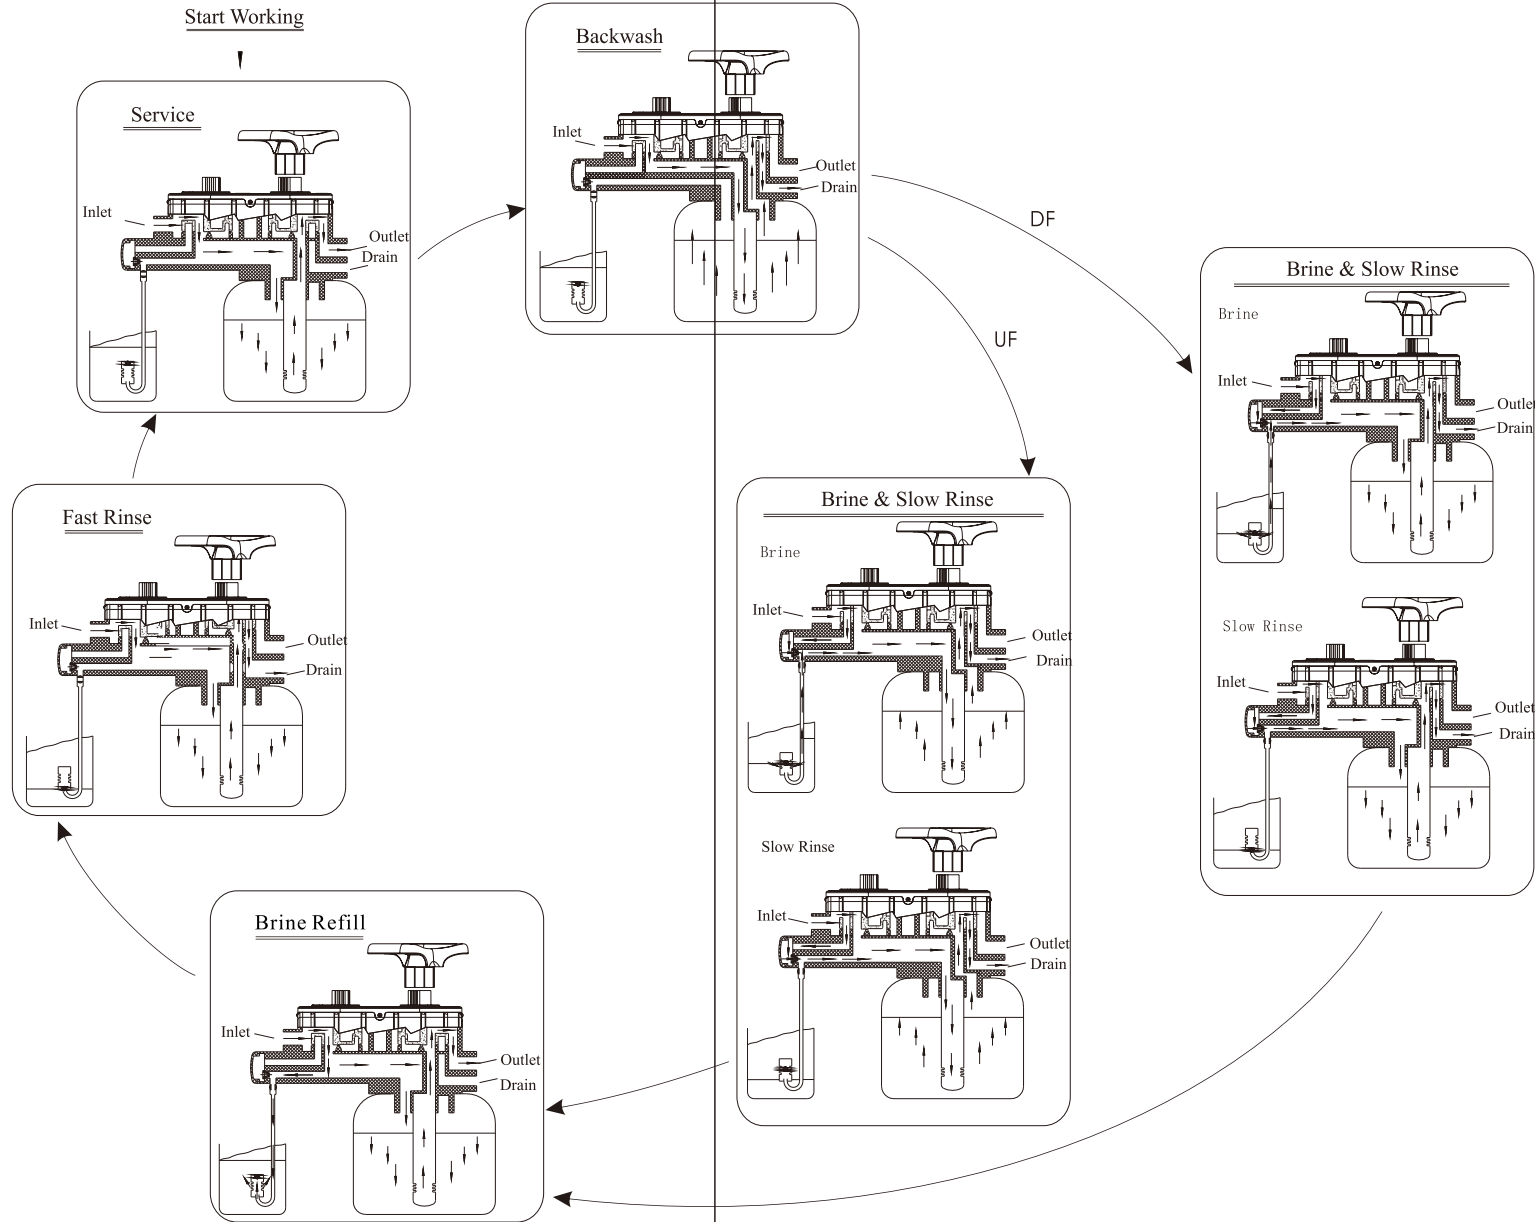 Start Working
Service
Inlet
Outlet
Drain
Backwash
Inlet
Outlet
Drain
DF
UF
Brine & Slow Rinse
Brine
Inlet
Outlet
Drain
Slow Rinse
Inlet
Outlet
Drain
Brine & Slow Rinse
Brine
Inlet
Outlet
Drain
Slow Rinse
Inlet
Outlet
Drain
Fast Rinse
Inlet
Outlet
Drain
Brine Refill
Inlet
Outlet
Drain